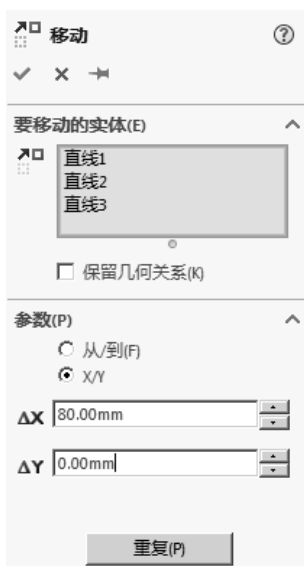 移动
要移动的实体(E)
直线1
直线2
直线3
保留几何关系(K)
参数(P)
从/到(F)
X/Y
ΔX 80.00mm
ΔY 0.00mm
重复(P)